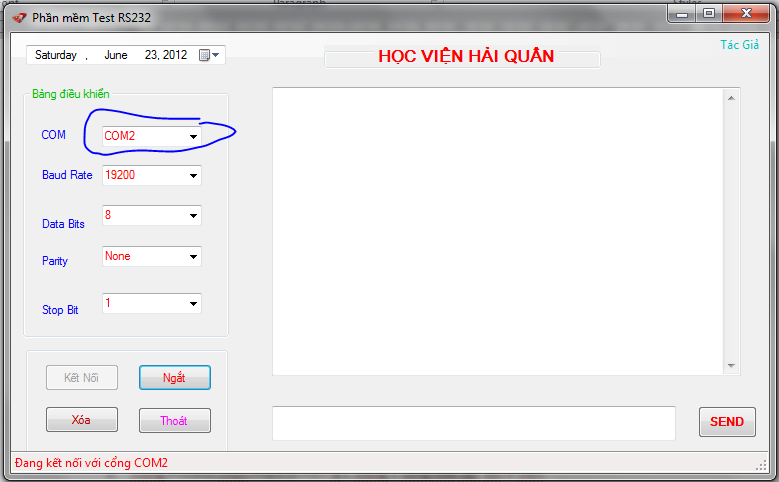 Phần mềm Test RS232
Saturday , June 23, 2012
HỌC VIỆN HẢI QUÂN
Tác Giả
Bảng điều khiển
COM COM2
Baud Rate 19200
Data Bits 8
Parity None
Stop Bit 1
Kết Nối Ngắt
Xóa Thoát
SEND
Đang kết nối với cổng COM2